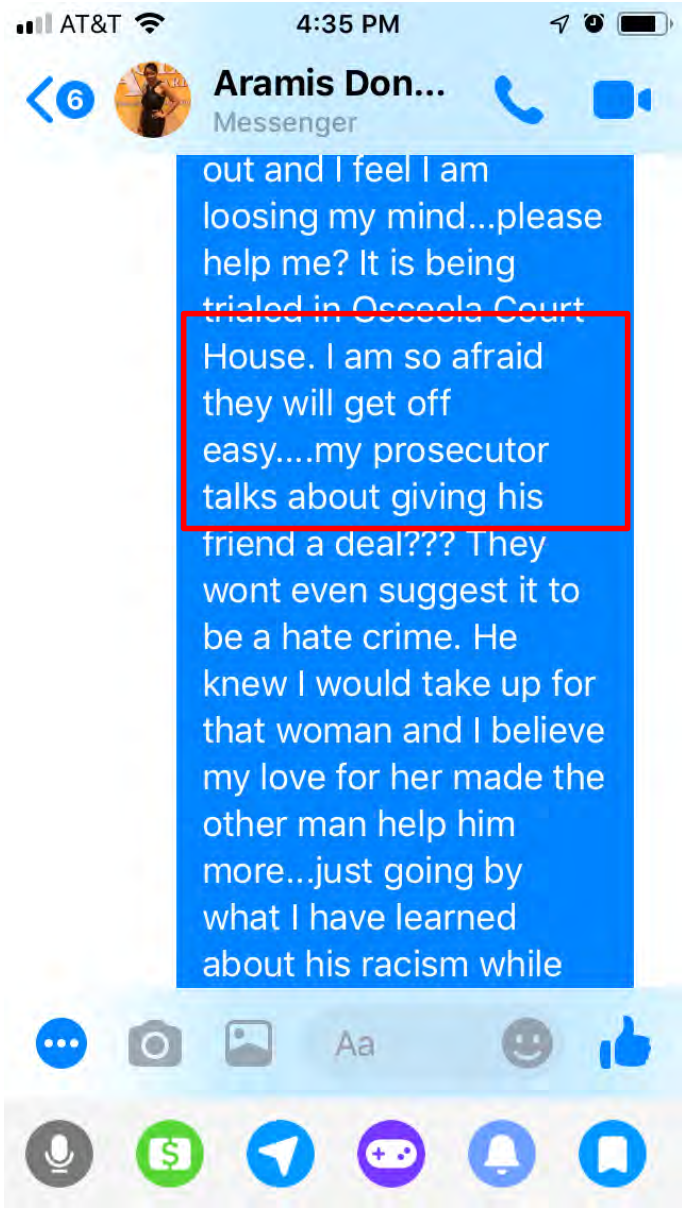 AT&T 4:35 PM
6 Aramis Don...
Messenger
out and I feel I am
loosing my mind...please
help me? It is being
trialed in Osceola Court
House. I am so afraid
they will get off
easy....my prosecutor
talks about giving his
friend a deal??? They
wont even suggest it to
be a hate crime. He
knew I would take up for
that woman and I believe
my love for her made the
other man help him
more...just going by
what I have learned
about his racism while
Aa
$